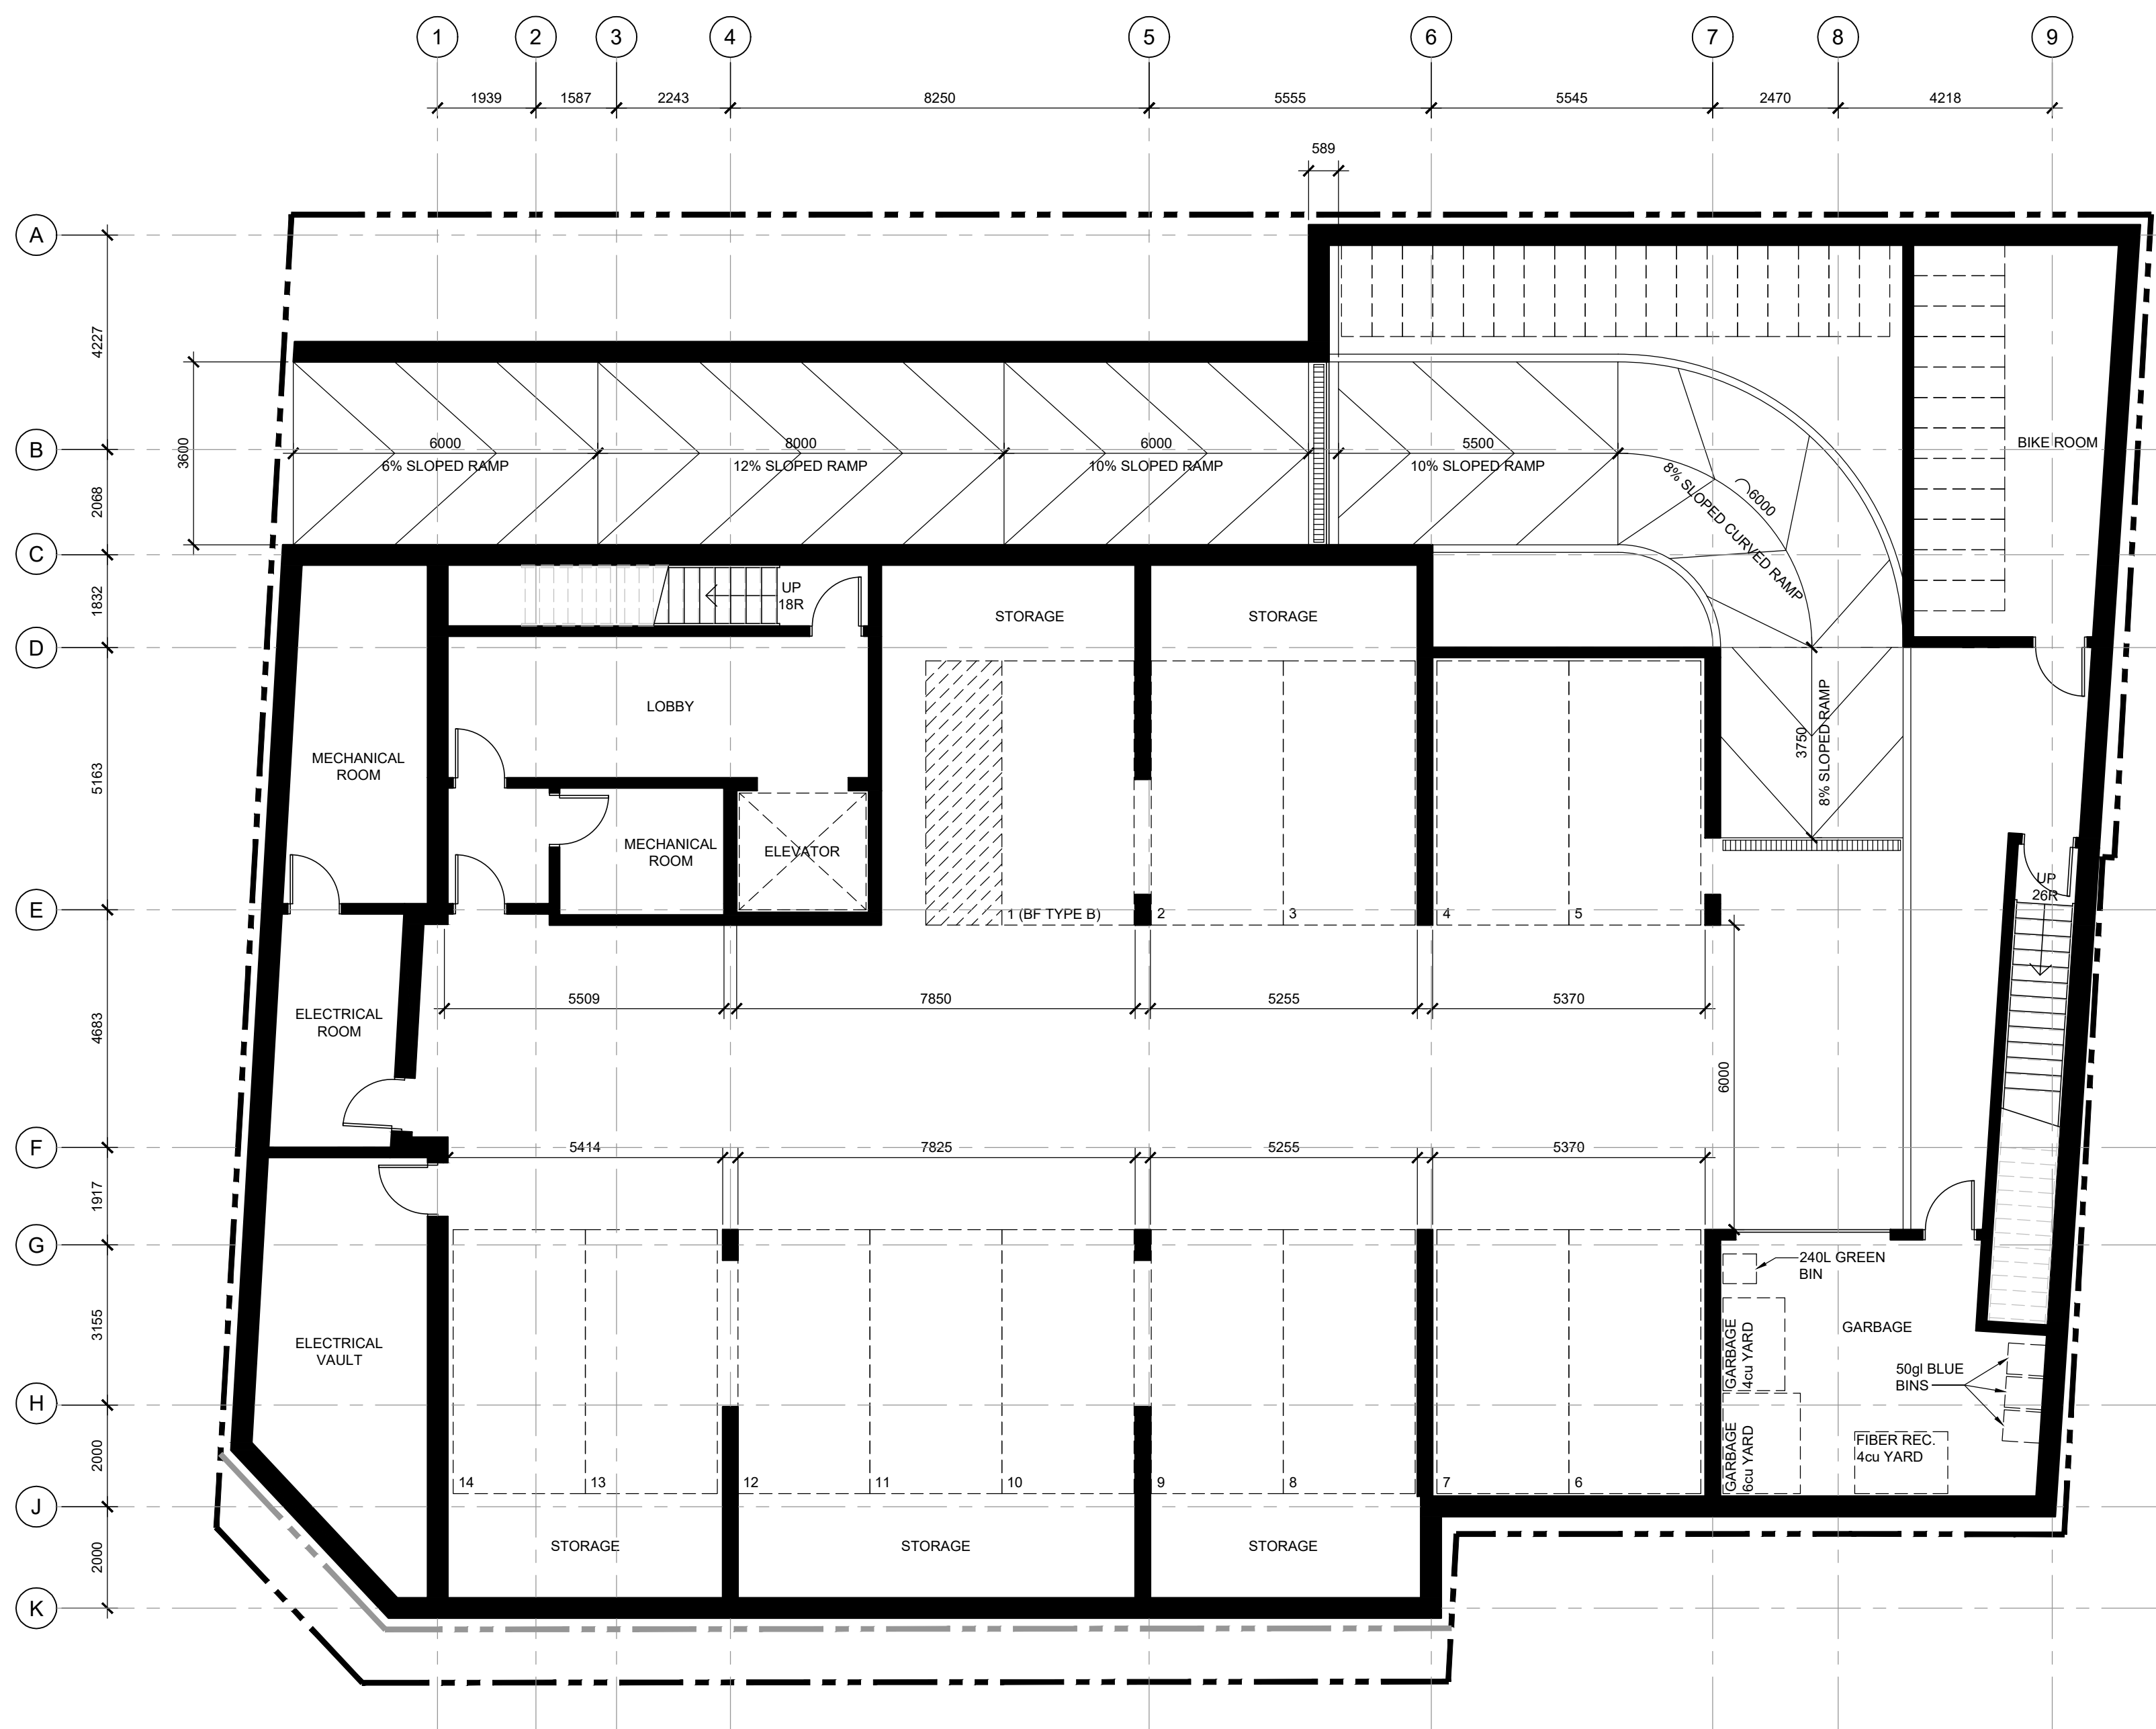 1 2 3 4 5 6 7 8 9
1939 1587 2243 8250 5555 5545 2470 4218
589
A
4227
3600
B
6000 8000 6000 5500
6% SLOPED RAMP 12% SLOPED RAMP 10% SLOPED RAMP 10% SLOPED RAMP
8% SLOPED CURVED RAMP
6000
BIKE ROOM
2068
C
1832
UP
18R
STORAGE STORAGE
D
LOBBY
MECHANICAL
ROOM
5163
3750
8% SLOPED RAMP
MECHANICAL
ROOM
ELEVATOR
UP
26R
E
1 (BF TYPE B) 2 3 4 5
5509 7850 5255 5370
ELECTRICAL
ROOM
4683
6000
F
5414 7825 5255 5370
1917
G
240L GREEN
BIN
3155
ELECTRICAL
VAULT
GARBAGE
4cu YARD
GARBAGE
50gl BLUE
BINS
H
2000
GARBAGE
6cu YARD
FIBER REC.
4cu YARD
14 13 12 11 10 9 8 7 6
J
2000
STORAGE STORAGE STORAGE
K